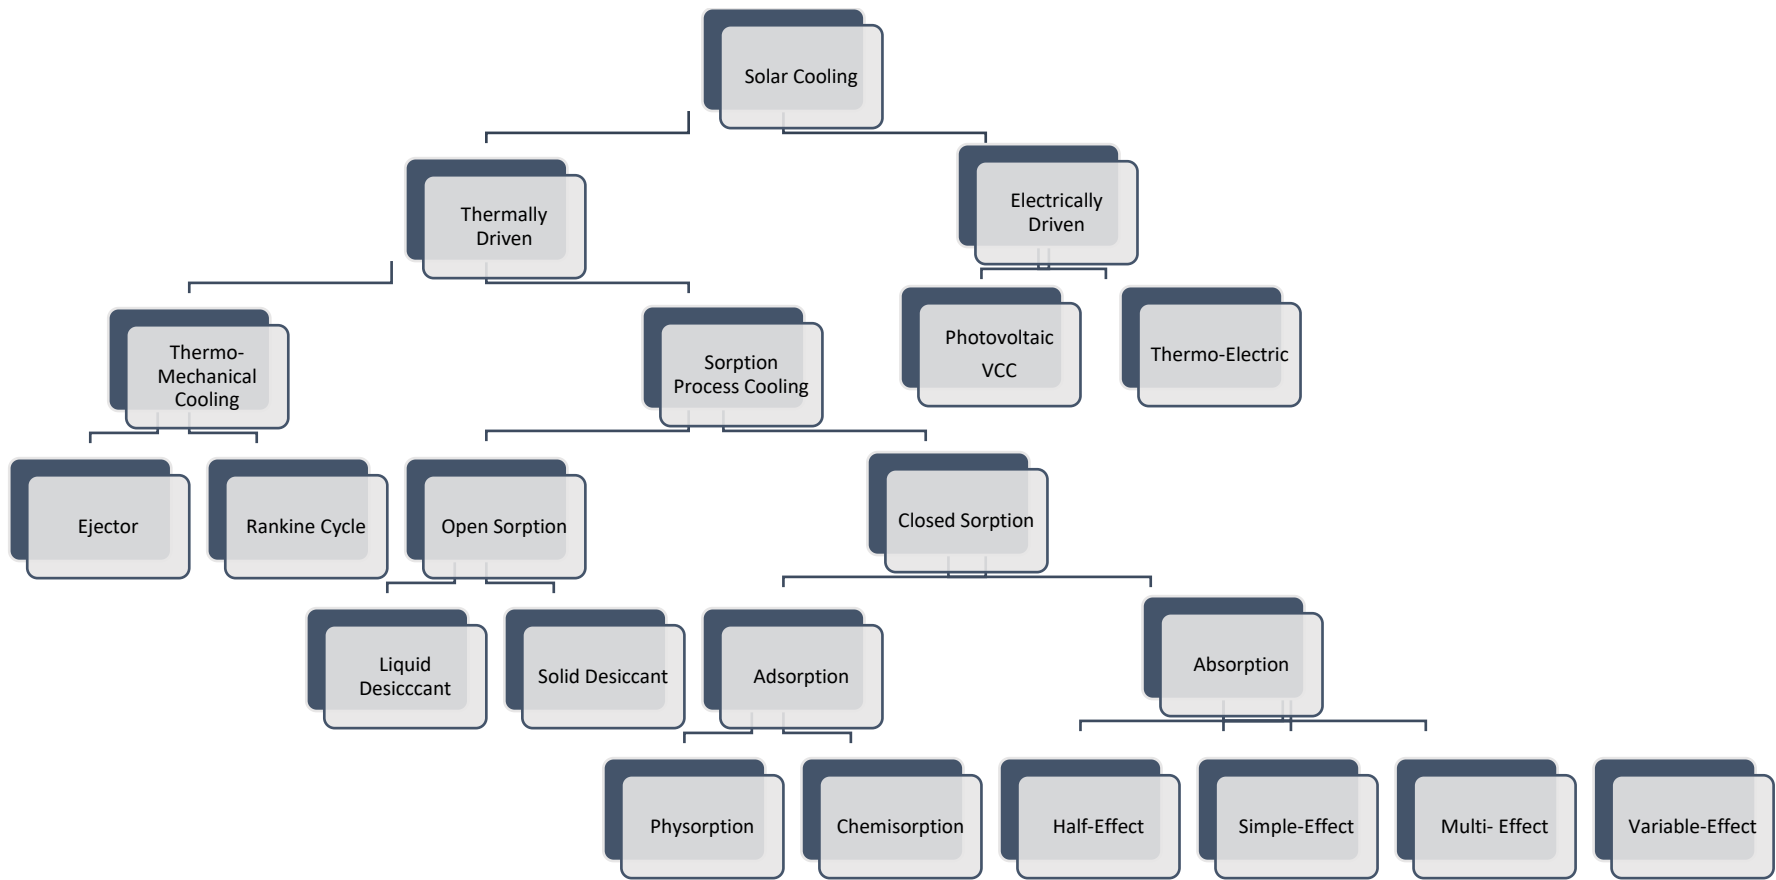 Solar Cooling
Thermally
Driven
Electrically
Driven
Thermo-
Mechanical
Cooling
Sorption
Process Cooling
Photovoltaic
VCC
Thermo-Electric
Ejector
Rankine Cycle
Open Sorption
Closed Sorption
Liquid
Desicccant
Solid Desiccant
Adsorption
Absorption
Physorption
Chemisorption
Half-Effect
Simple-Effect
Multi- Effect
Variable-Effect